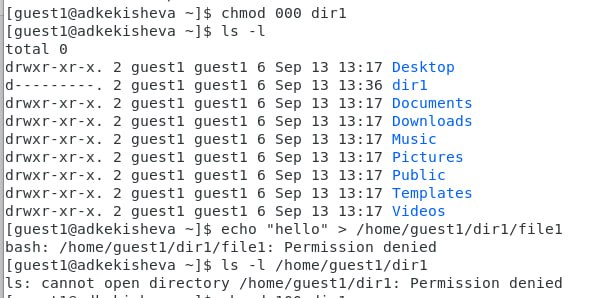 [guest1@adkekisheva ~]$ chmod 000 dir1
[guest1@adkekisheva ~]$ ls -l
total 0
drwxr-xr-x. 2 guest1 guest1 6 Sep 13 13:17 Desktop
d---------. 2 guest1 guest1 6 Sep 13 13:36 dir1
drwxr-xr-x. 2 guest1 guest1 6 Sep 13 13:17 Documents
drwxr-xr-x. 2 guest1 guest1 6 Sep 13 13:17 Downloads
drwxr-xr-x. 2 guest1 guest1 6 Sep 13 13:17 Music
drwxr-xr-x. 2 guest1 guest1 6 Sep 13 13:17 Pictures
drwxr-xr-x. 2 guest1 guest1 6 Sep 13 13:17 Public
drwxr-xr-x. 2 guest1 guest1 6 Sep 13 13:17 Templates
drwxr-xr-x. 2 guest1 guest1 6 Sep 13 13:17 Videos
[guest1@adkekisheva ~]$ echo "hello" > /home/guest1/dir1/file1
bash: /home/guest1/dir1/file1: Permission denied
[guest1@adkekisheva ~]$ ls -l /home/guest1/dir1
ls: cannot open directory /home/guest1/dir1: Permission denied